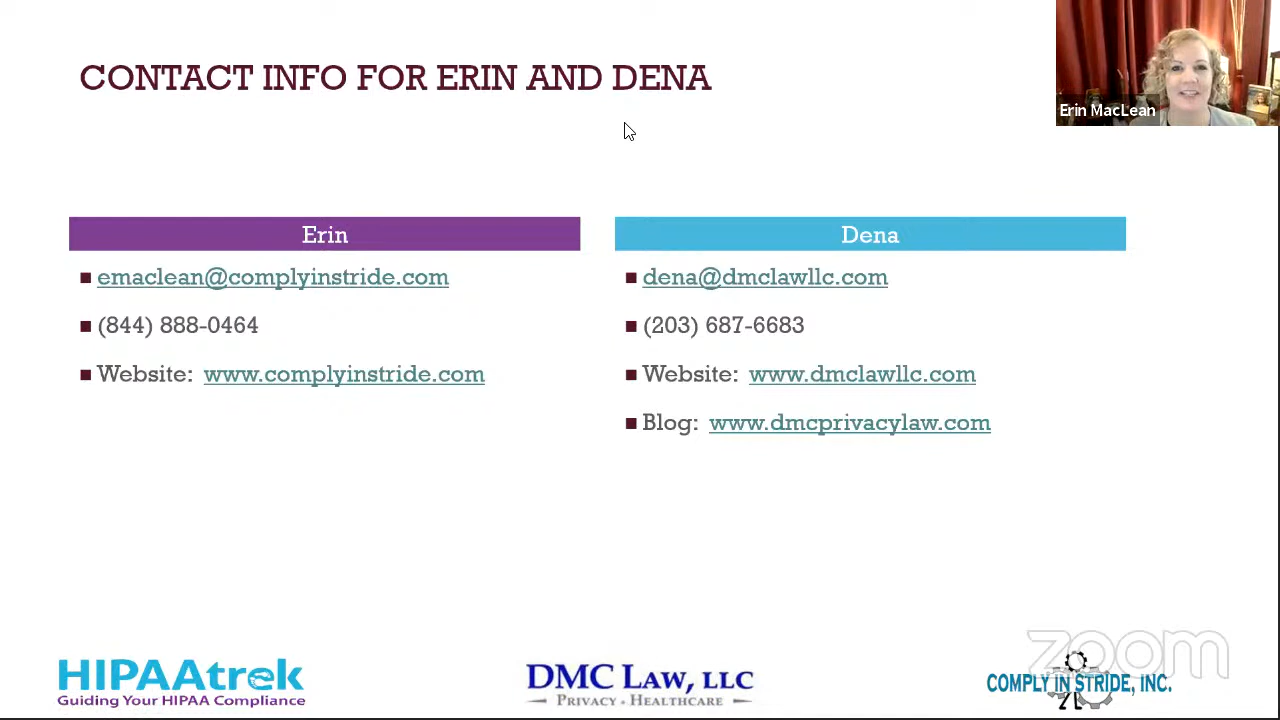 CONTACT INFO FOR ERIN AND DENA
Erin MacLean
Erin
emaclean@complyinstride.com
(844) 888-0464
Website: www.complyinstride.com
Dena
dena@dmclawllc.com
(203) 687-6683
Website: www.dmclawllc.com
Blog: www.dmcprivacylaw.com
HIPAAtrek
Guiding Your HIPAA Compliance
DMC LAW, LLC
PRIVACY • HEALTHCARE
zoom
COMPLY IN STRIDE, INC.